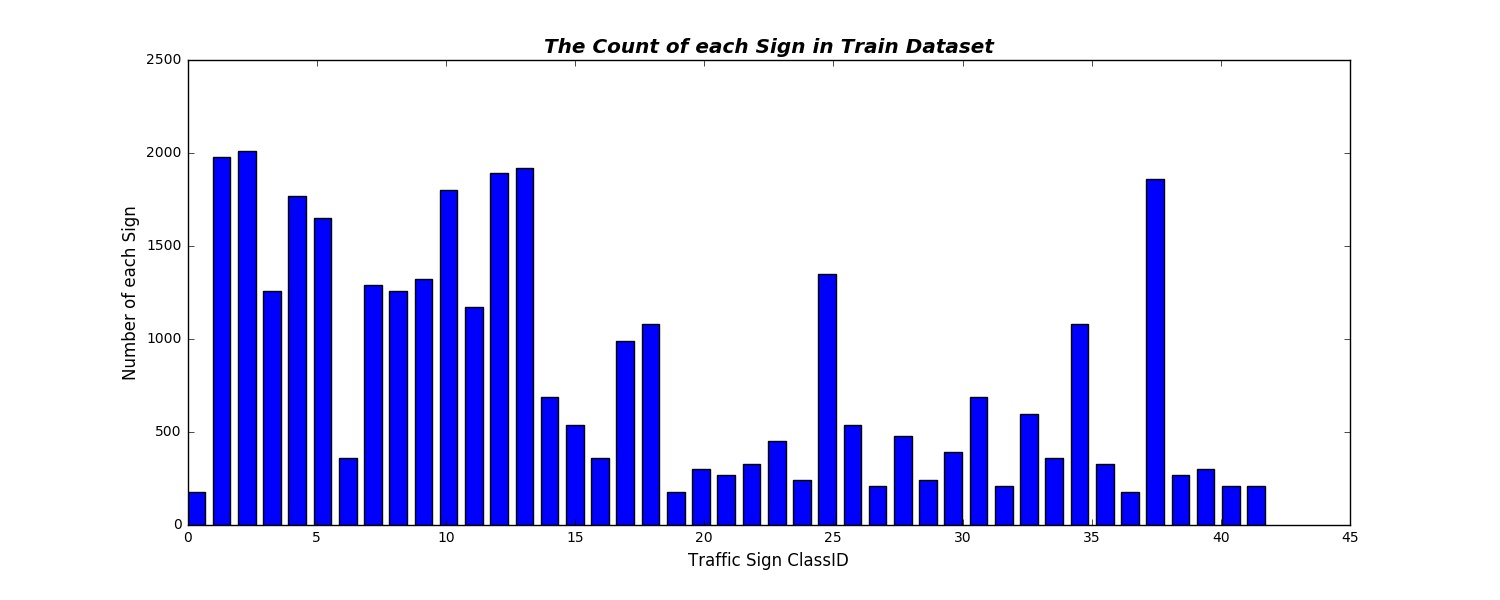 The Count of each Sign in Train Dataset
2500
2000
1500
1000
500
0
Number of each Sign
0 5 10 15 20 25 30 35 40 45
Traffic Sign ClassID